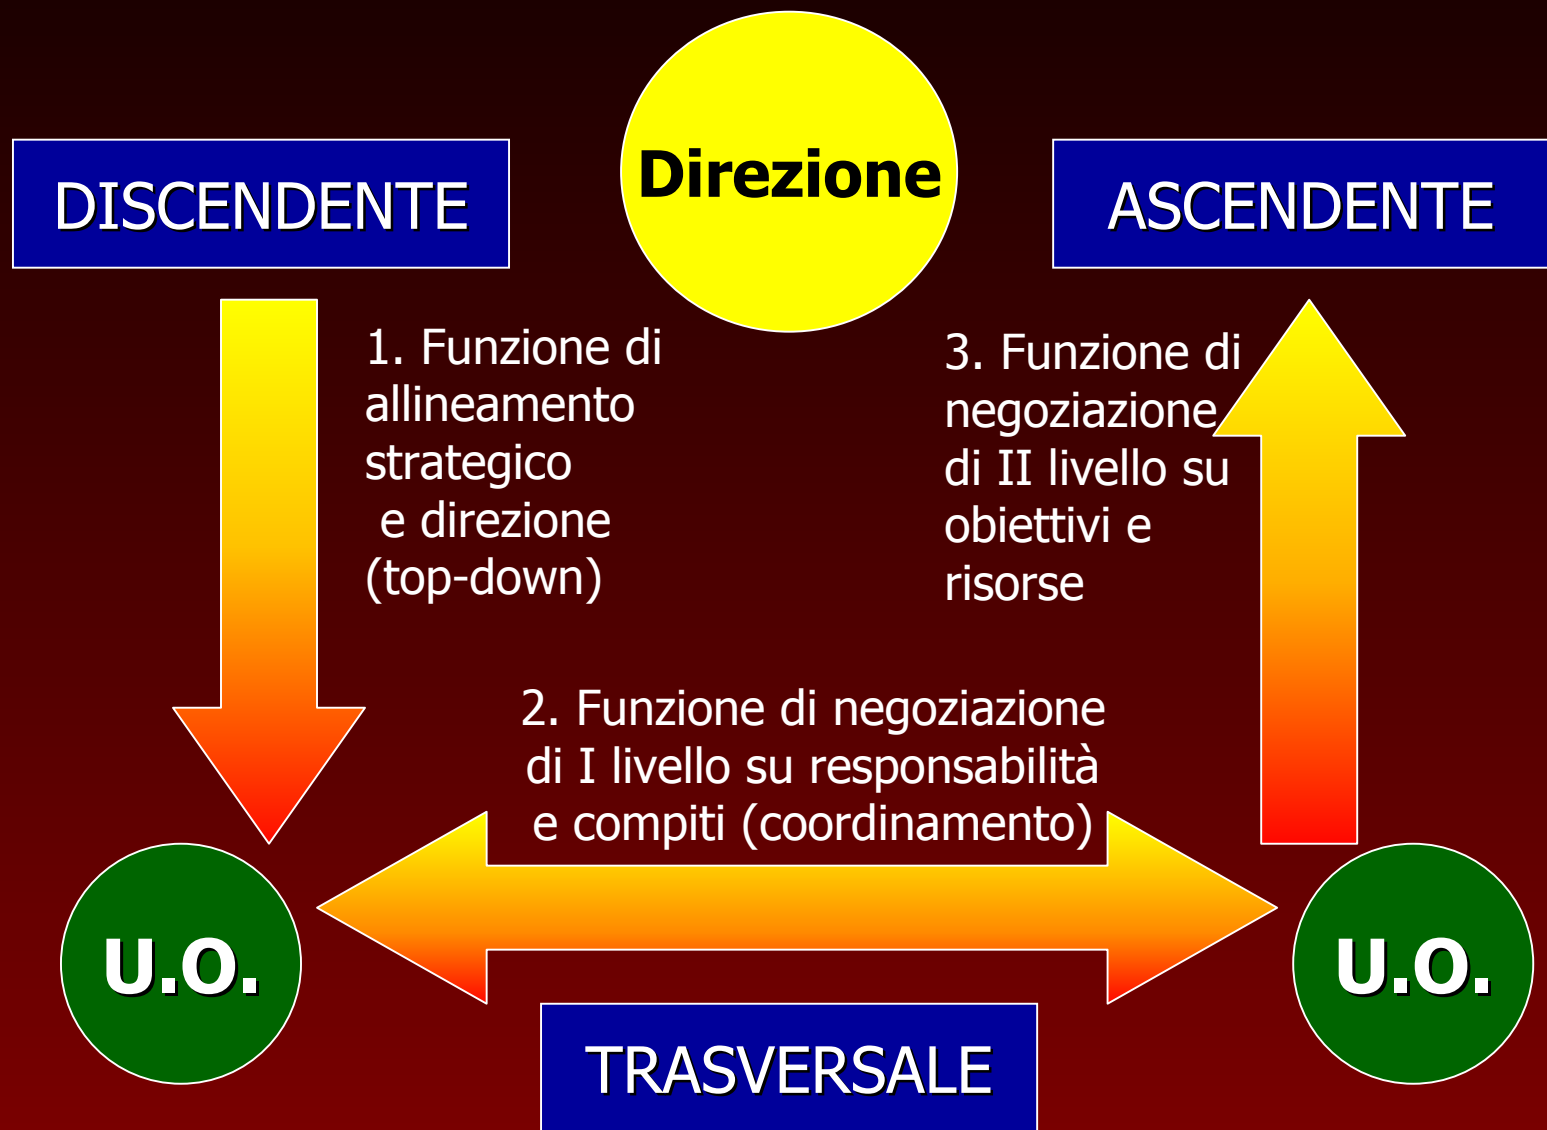 Direzione
DISCENDENTE
ASCENDENTE
1. Funzione di
allineamento
strategico
e direzione
(top-down)
3. Funzione di
negoziazione
di II livello su
obiettivi e
risorse
2. Funzione di negoziazione
di I livello su responsabilità
e compiti (coordinamento)
U.O.
U.O.
TRASVERSALE